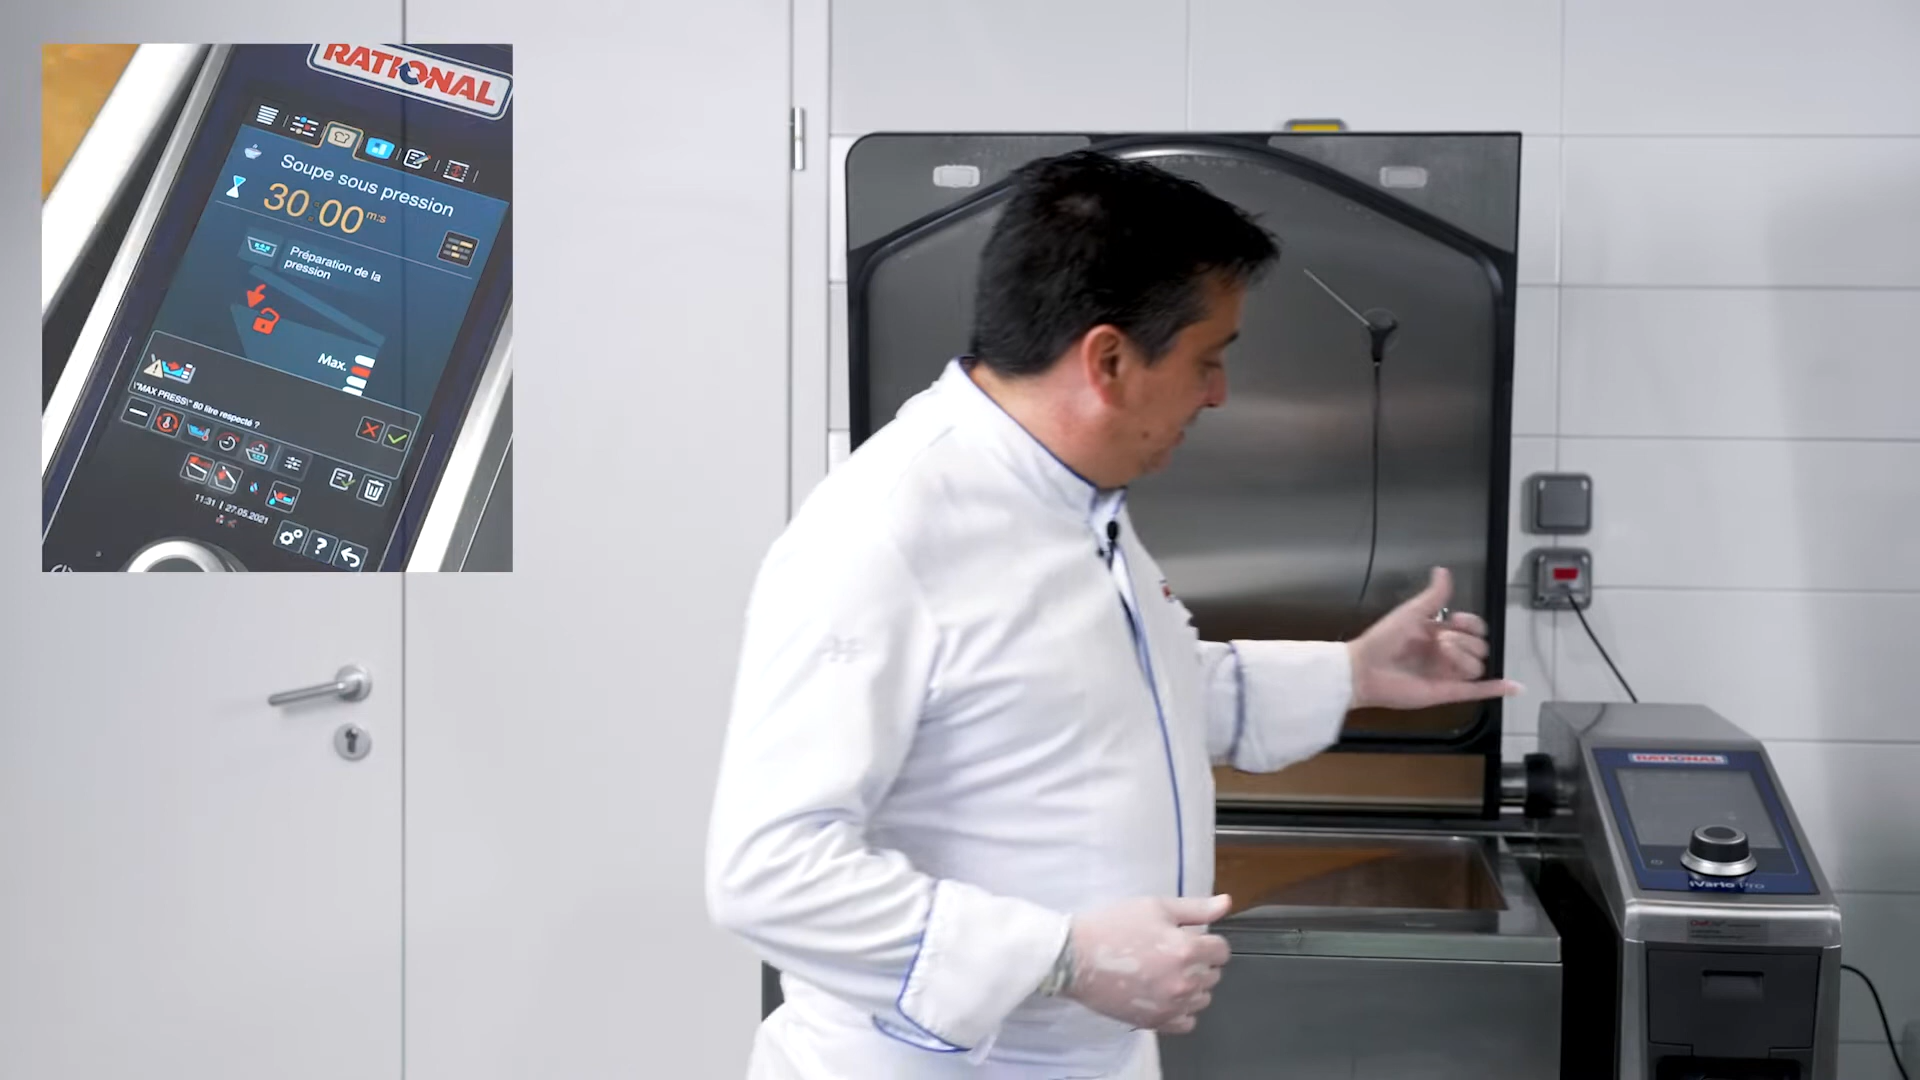 RATIONAL
Soupe sous pression
30:00 m:s
Préparation de la
pression
Max.
\"MAX PRESS\" 80 litre respecté ?
11:31 | 27.05.2021
?
RATIONAL
iVario Pro